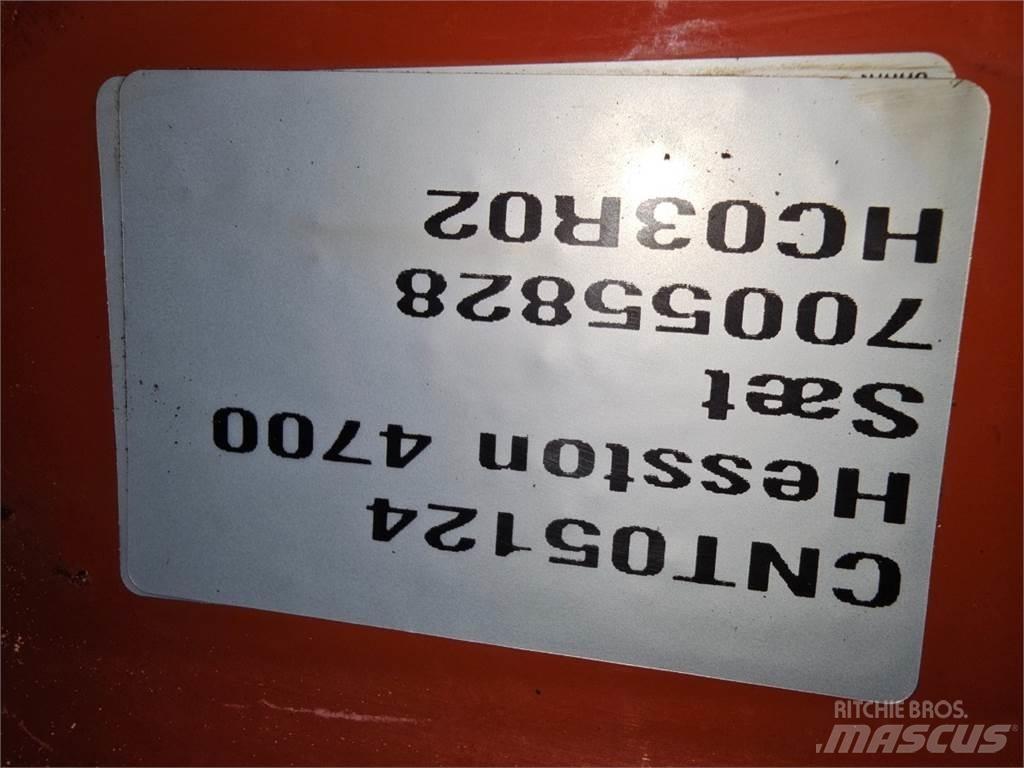 CNT05124
Hesston 4700
Sæt
70055828
HC03R02
RITCHIE BROS.
MASCUS